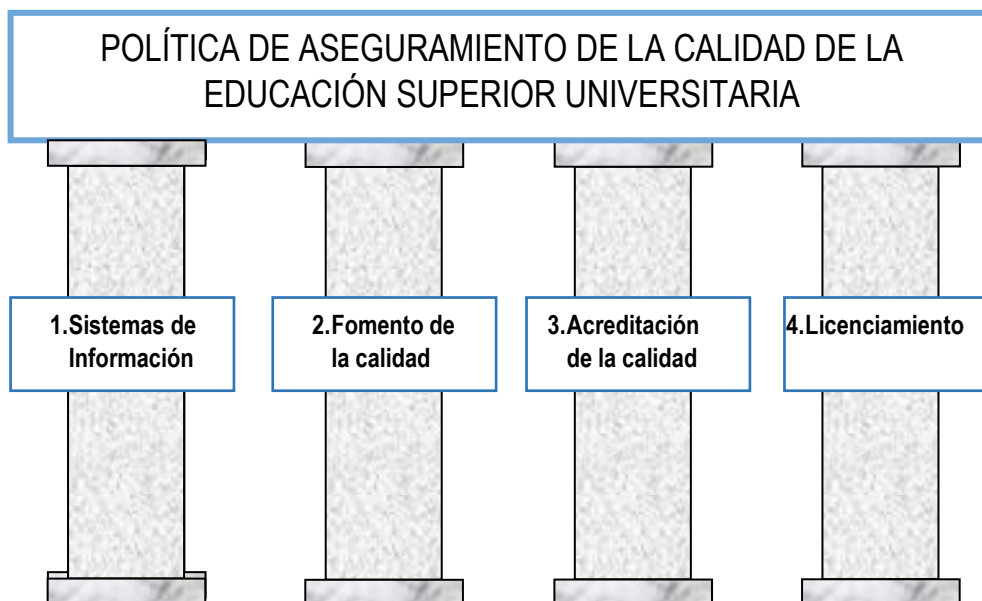 POLÍTICA DE ASEGURAMIENTO DE LA CALIDAD DE LA
EDUCACIÓN SUPERIOR UNIVERSITARIA
1.Sistemas de
Información
2.Fomento de
la calidad
3.Acreditación
de la calidad
4.Licenciamiento